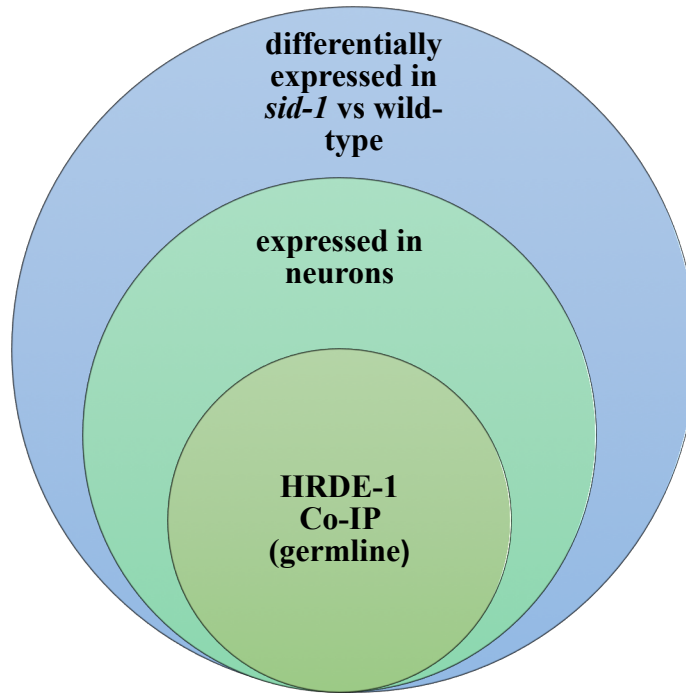 differentially
expressed in
sid-1 vs wild-
type
expressed in
neurons
HRDE-1
Co-IP
(germline)